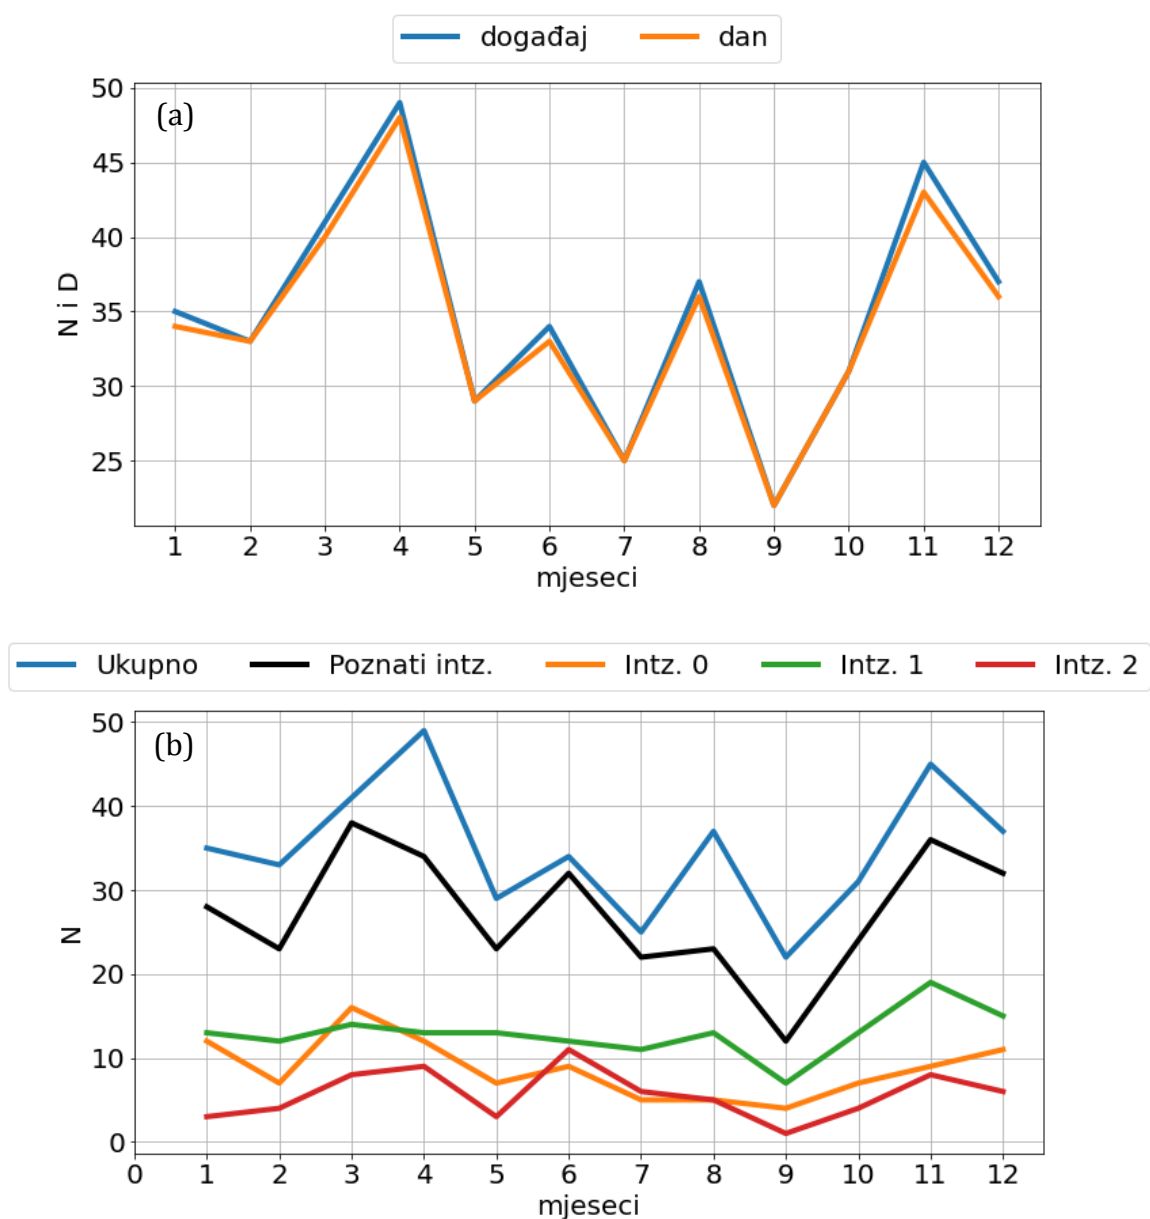 događaj dan
(a)
50
45
40
35
30
25
N i D
1 2 3 4 5 6 7 8 9 10 11 12
mjeseci
Ukupno Poznati intz. Intz. 0 Intz. 1 Intz. 2
(b)
50
40
30
20
10
0
N
0 1 2 3 4 5 6 7 8 9 10 11 12
mjeseci